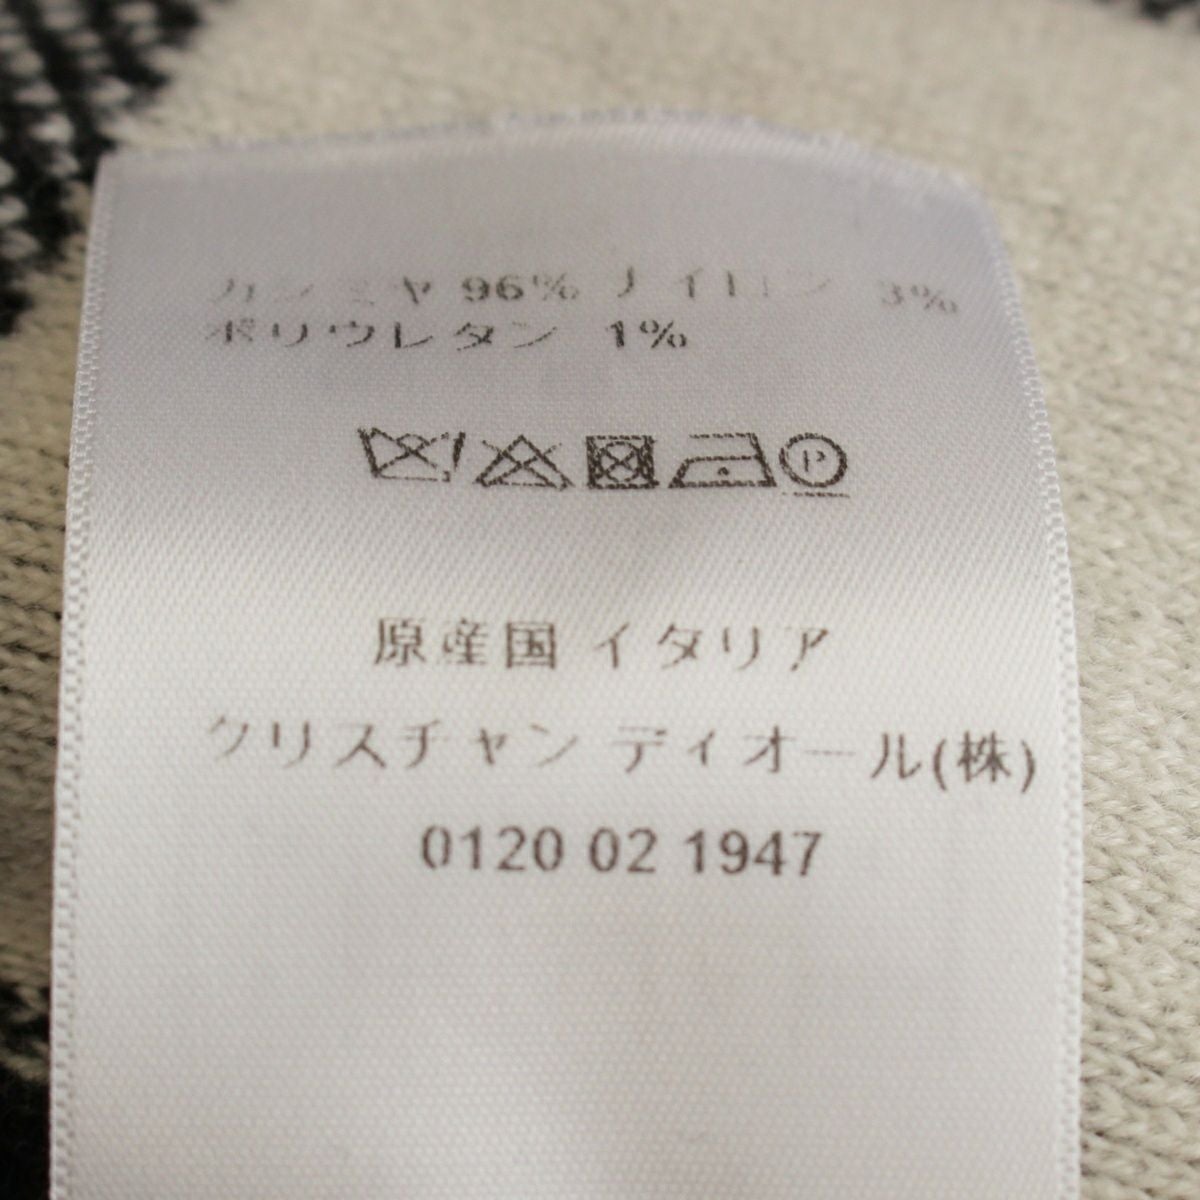 カシミヤ 96% ナイロン 3%
ポリウレタン 1%
P
原産国 イタリア
クリスチャン ディオール(株)
0120 02 1947